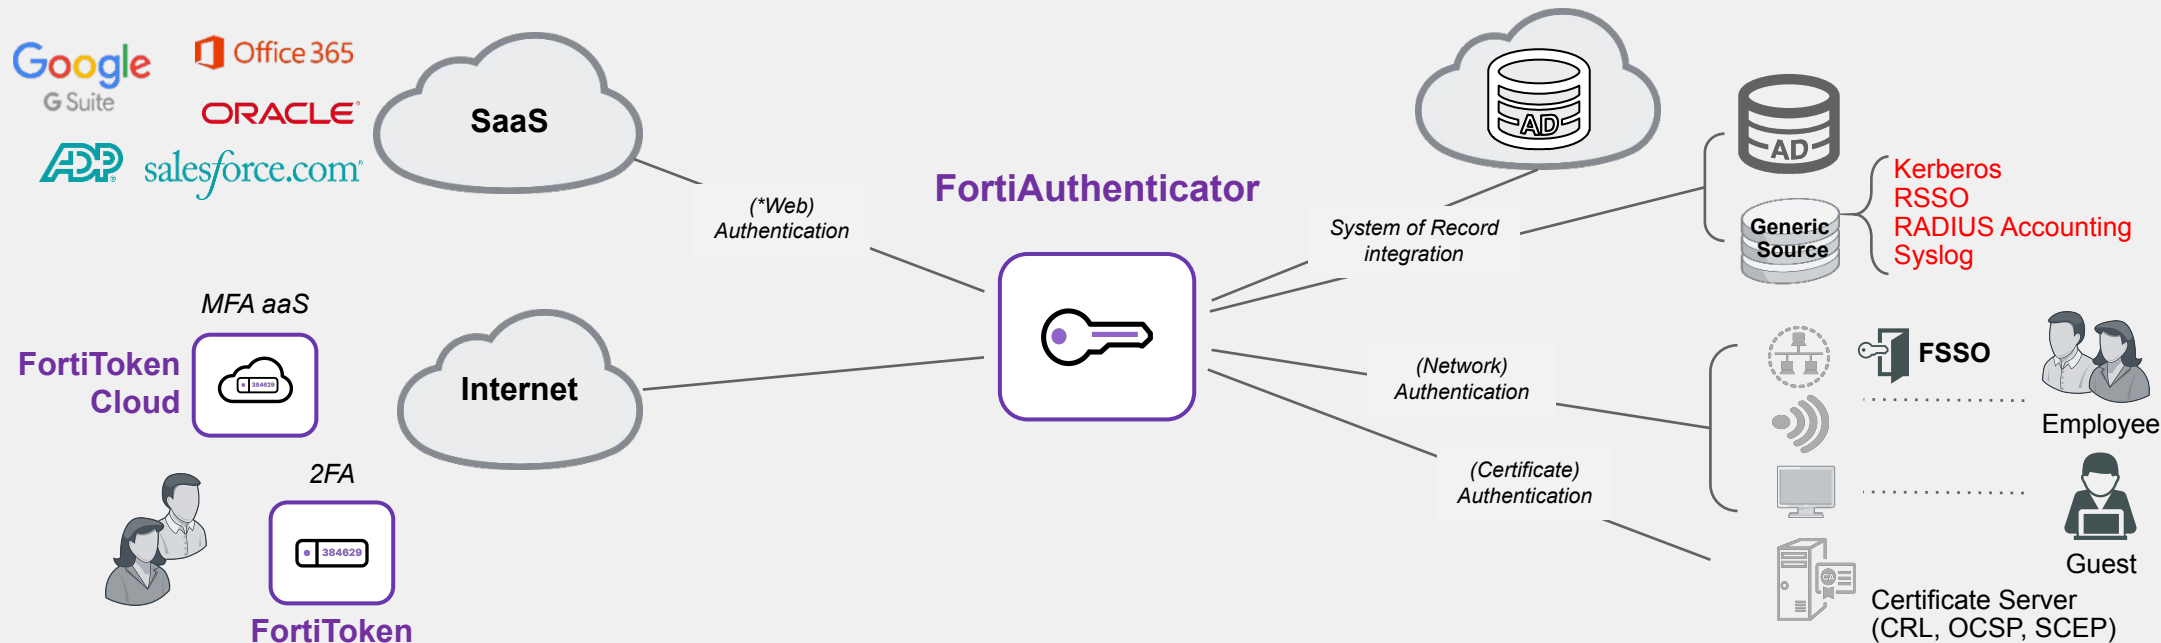 Google
G Suite
Office 365
ORACLE
ADP
salesforce.com
SaaS
(*Web)
Authentication
FortiAuthenticator
AD
System of Record
integration
AD
Generic
Source
Kerberos
RSSO
RADIUS Accounting
Syslog
MFA aaS
FortiToken
Cloud
384629
Internet
(Network)
Authentication
FSSO
Employee
2FA
384629
FortiToken
(Certificate)
Authentication
Guest
CA
Certificate Server
(CRL, OCSP, SCEP)